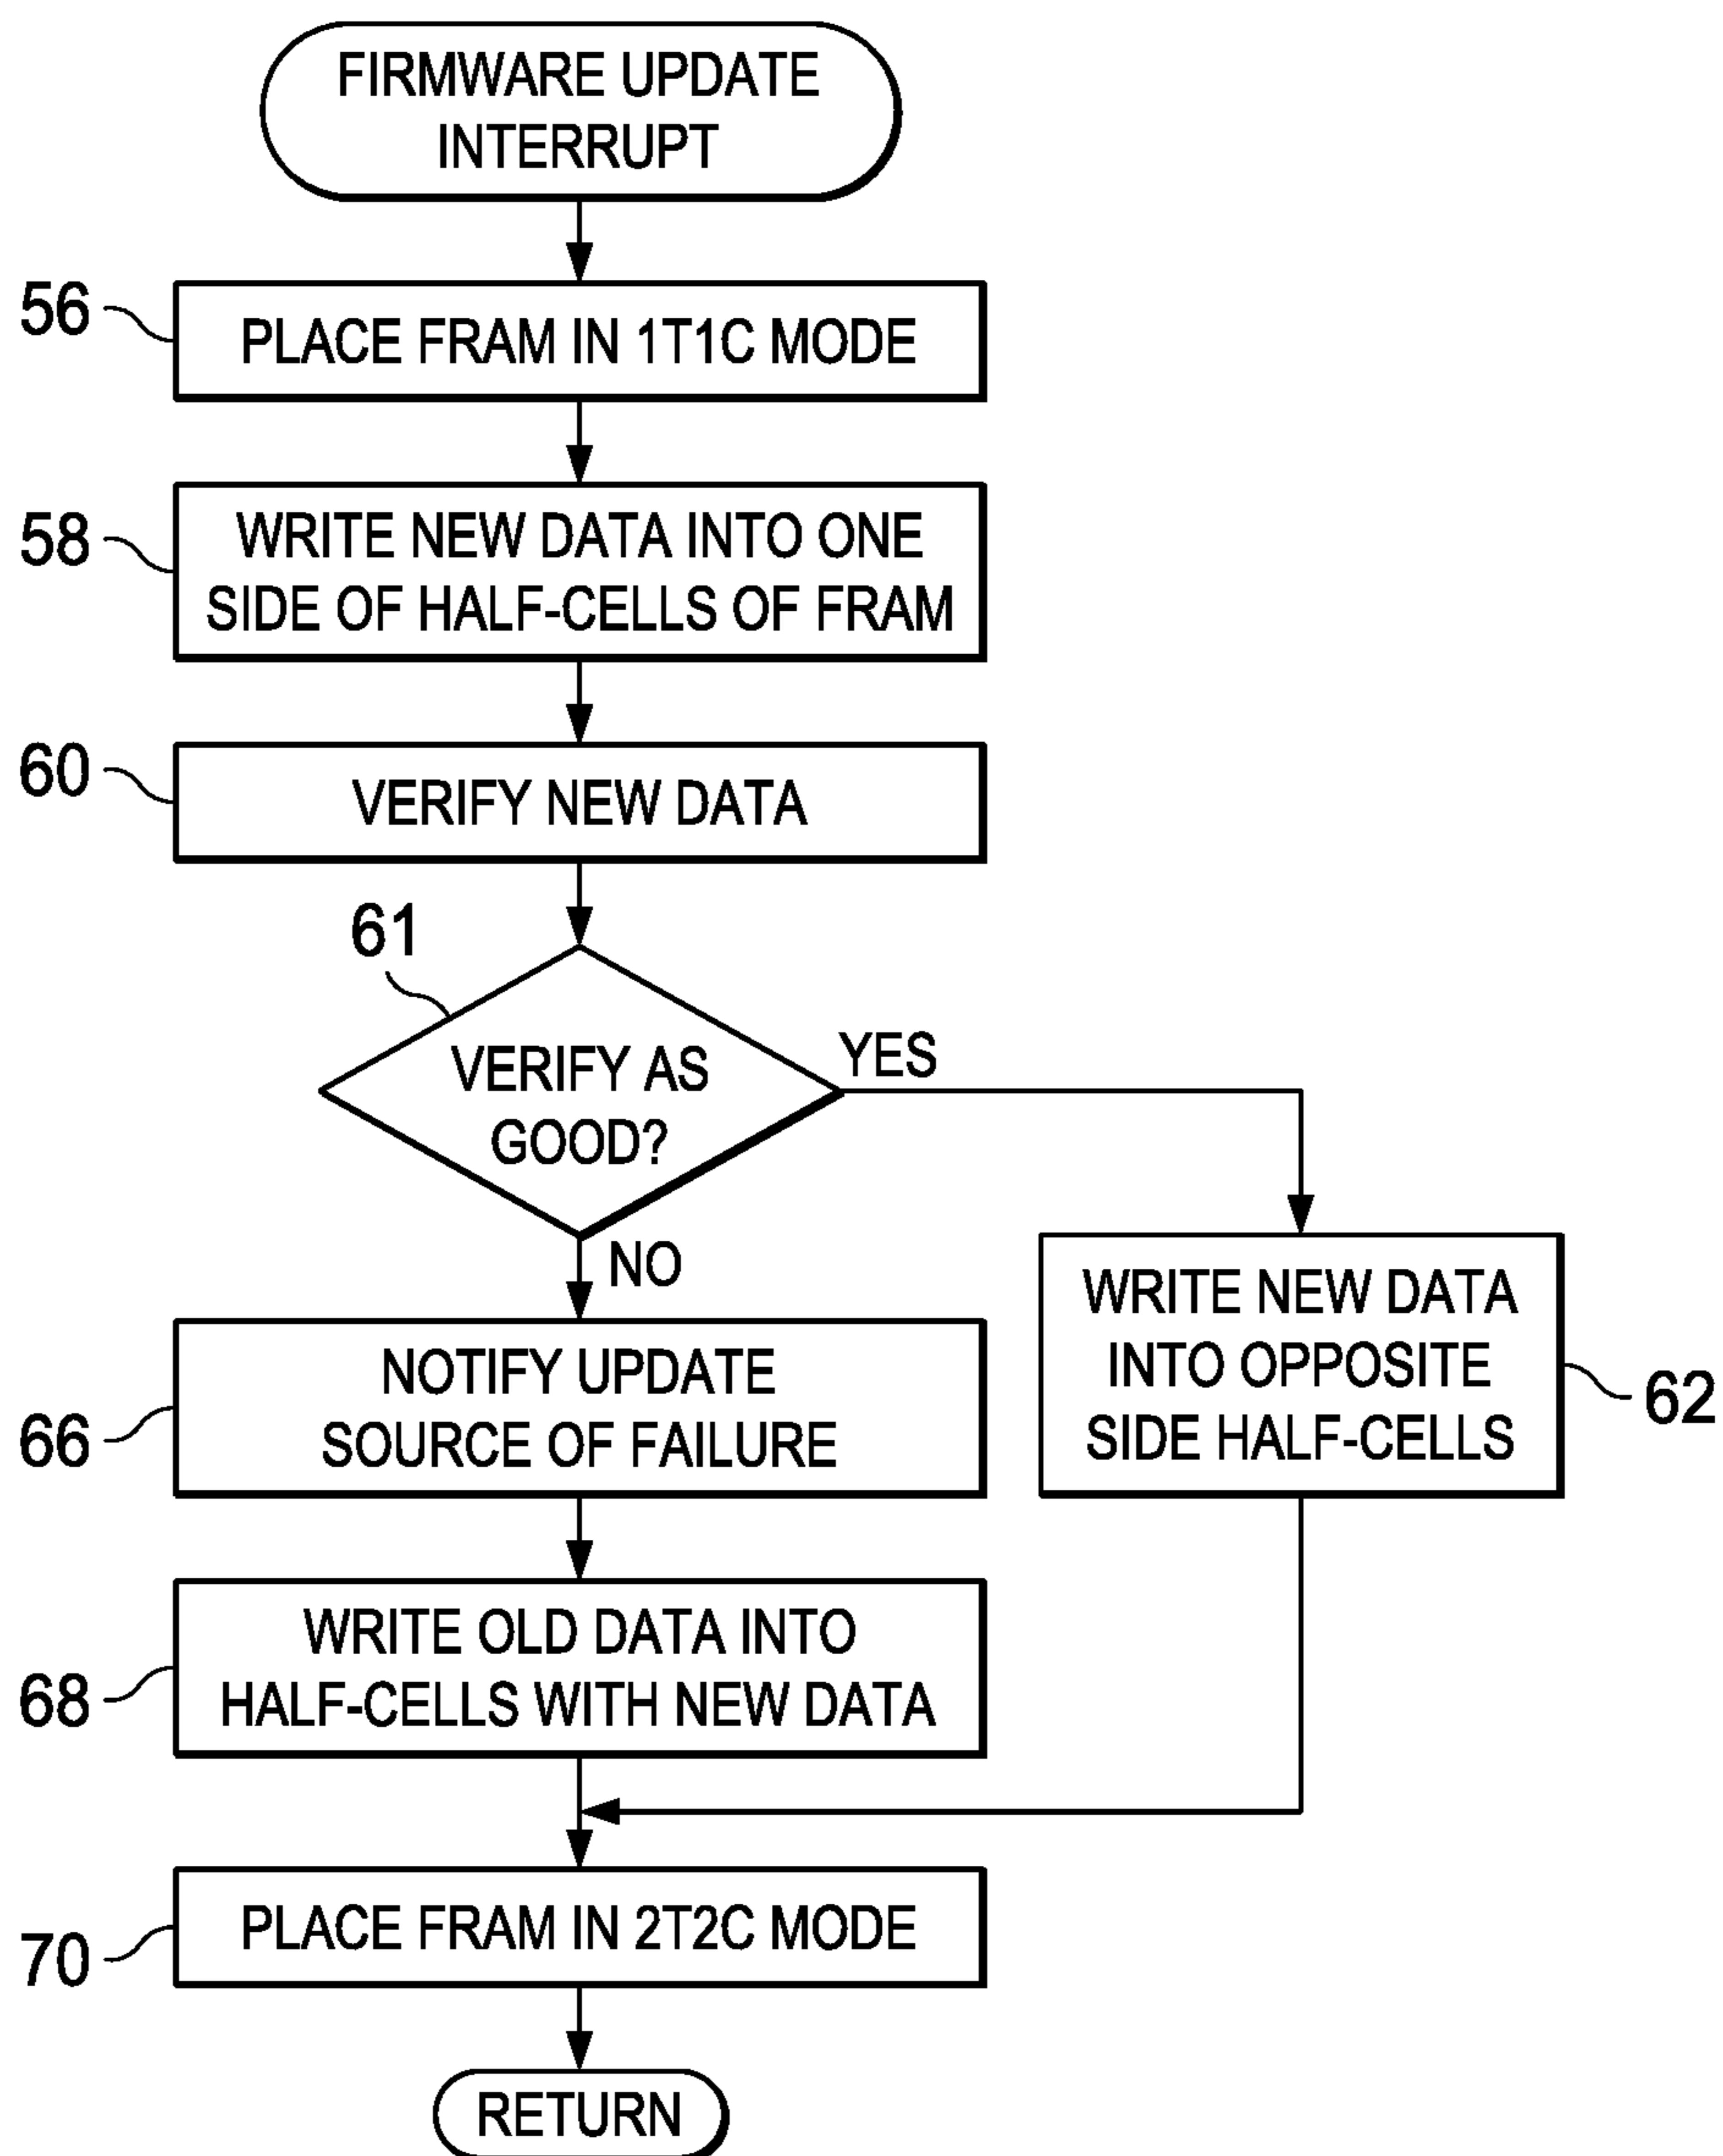 FIRMWARE UPDATE
INTERRUPT
56
PLACE FRAM IN 1T1C MODE
58
WRITE NEW DATA INTO ONE
SIDE OF HALF-CELLS OF FRAM
60
VERIFY NEW DATA
61
VERIFY AS
GOOD?
YES
NO
WRITE NEW DATA
INTO OPPOSITE
SIDE HALF-CELLS
62
66
NOTIFY UPDATE
SOURCE OF FAILURE
68
WRITE OLD DATA INTO
HALF-CELLS WITH NEW DATA
70
PLACE FRAM IN 2T2C MODE
RETURN